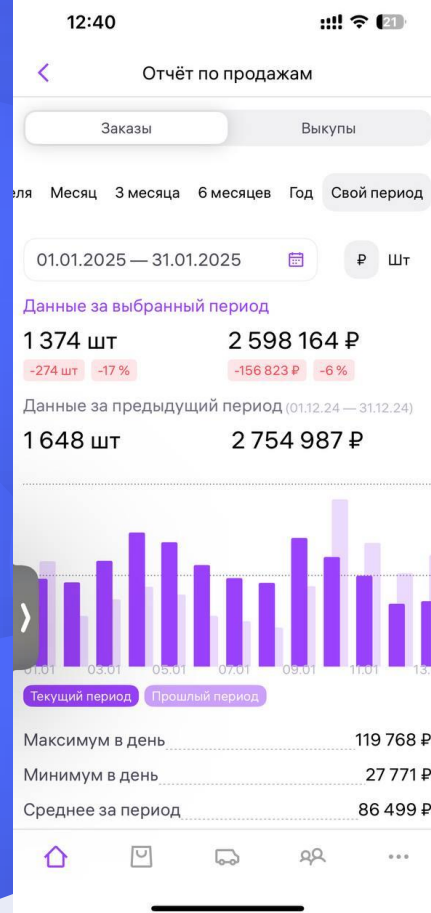 12:40
21
Отчёт по продажам
Заказы Выкупы
еля Месяц 3 месяца 6 месяцев Год Свой период
01.01.2025 — 31.01.2025 ₽ Шт
Данные за выбранный период
1 374 шт 2 598 164 ₽
-274 шт -17 % -156 823 ₽ -6 %
Данные за предыдущий период (01.12.24 — 31.12.24)
1 648 шт 2 754 987 ₽
01.01 03.01 05.01 07.01 09.01 11.01 13.
Текущий период Прошлый период
Максимум в день 119 768 ₽
Минимум в день 27 771 ₽
Среднее за период 86 499 ₽